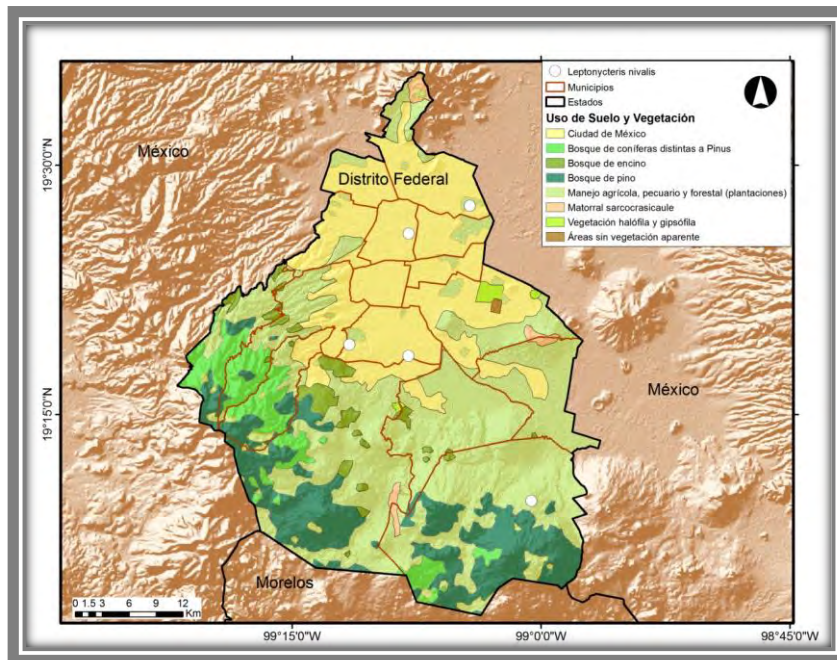 Leptonycteris nivalis
Municipios
Estados
Uso de Suelo y Vegetación
Ciudad de México
Bosque de coníferas distintas a Pinus
Bosque de encino
Bosque de pino
Manejo agrícola, pecuario y forestal (plantaciones)
Matorral sarcocrasicaule
Vegetación halófila y gipsófila
Áreas sin vegetación aparente
México
19°30'0"N
Distrito Federal
México
19°15'0"N
Morelos
0 1.5 3 6 9 12
Km
99°15'0"W
99°0'0"W
98°45'0"W